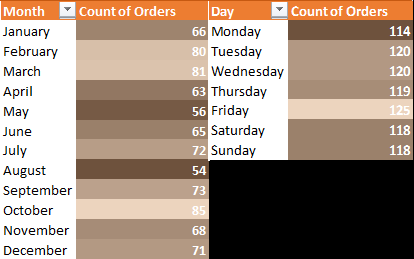 Month Count of Orders Day Count of Orders
January 66 Monday 114
February 80 Tuesday 120
March 81 Wednesday 120
April 63 Thursday 119
May 56 Friday 125
June 65 Saturday 118
July 72 Sunday 118
August 54
September 73
October 85
November 68
December 71